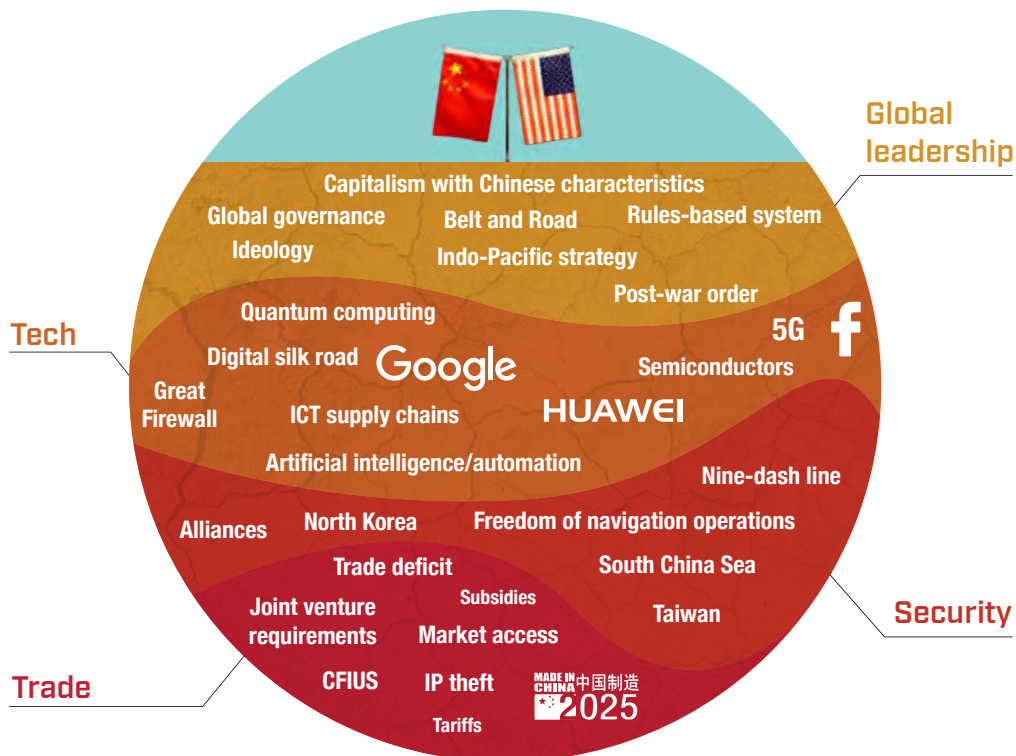 Global
leadership
Capitalism with Chinese characteristics
Global governance
Belt and Road
Rules-based system
Ideology
Indo-Pacific strategy
Post-war order
Tech
Quantum computing
5G
f
Digital silk road
Google
Semiconductors
Great
Firewall
ICT supply chains
HUAWEI
Artificial intelligence/automation
Security
Nine-dash line
Alliances
North Korea
Freedom of navigation operations
South China Sea
Taiwan
Trade
Trade deficit
Subsidies
Joint venture
requirements
Market access
CFIUS
IP theft
MADE IN
CHINA
中国制造
2025
Tariffs